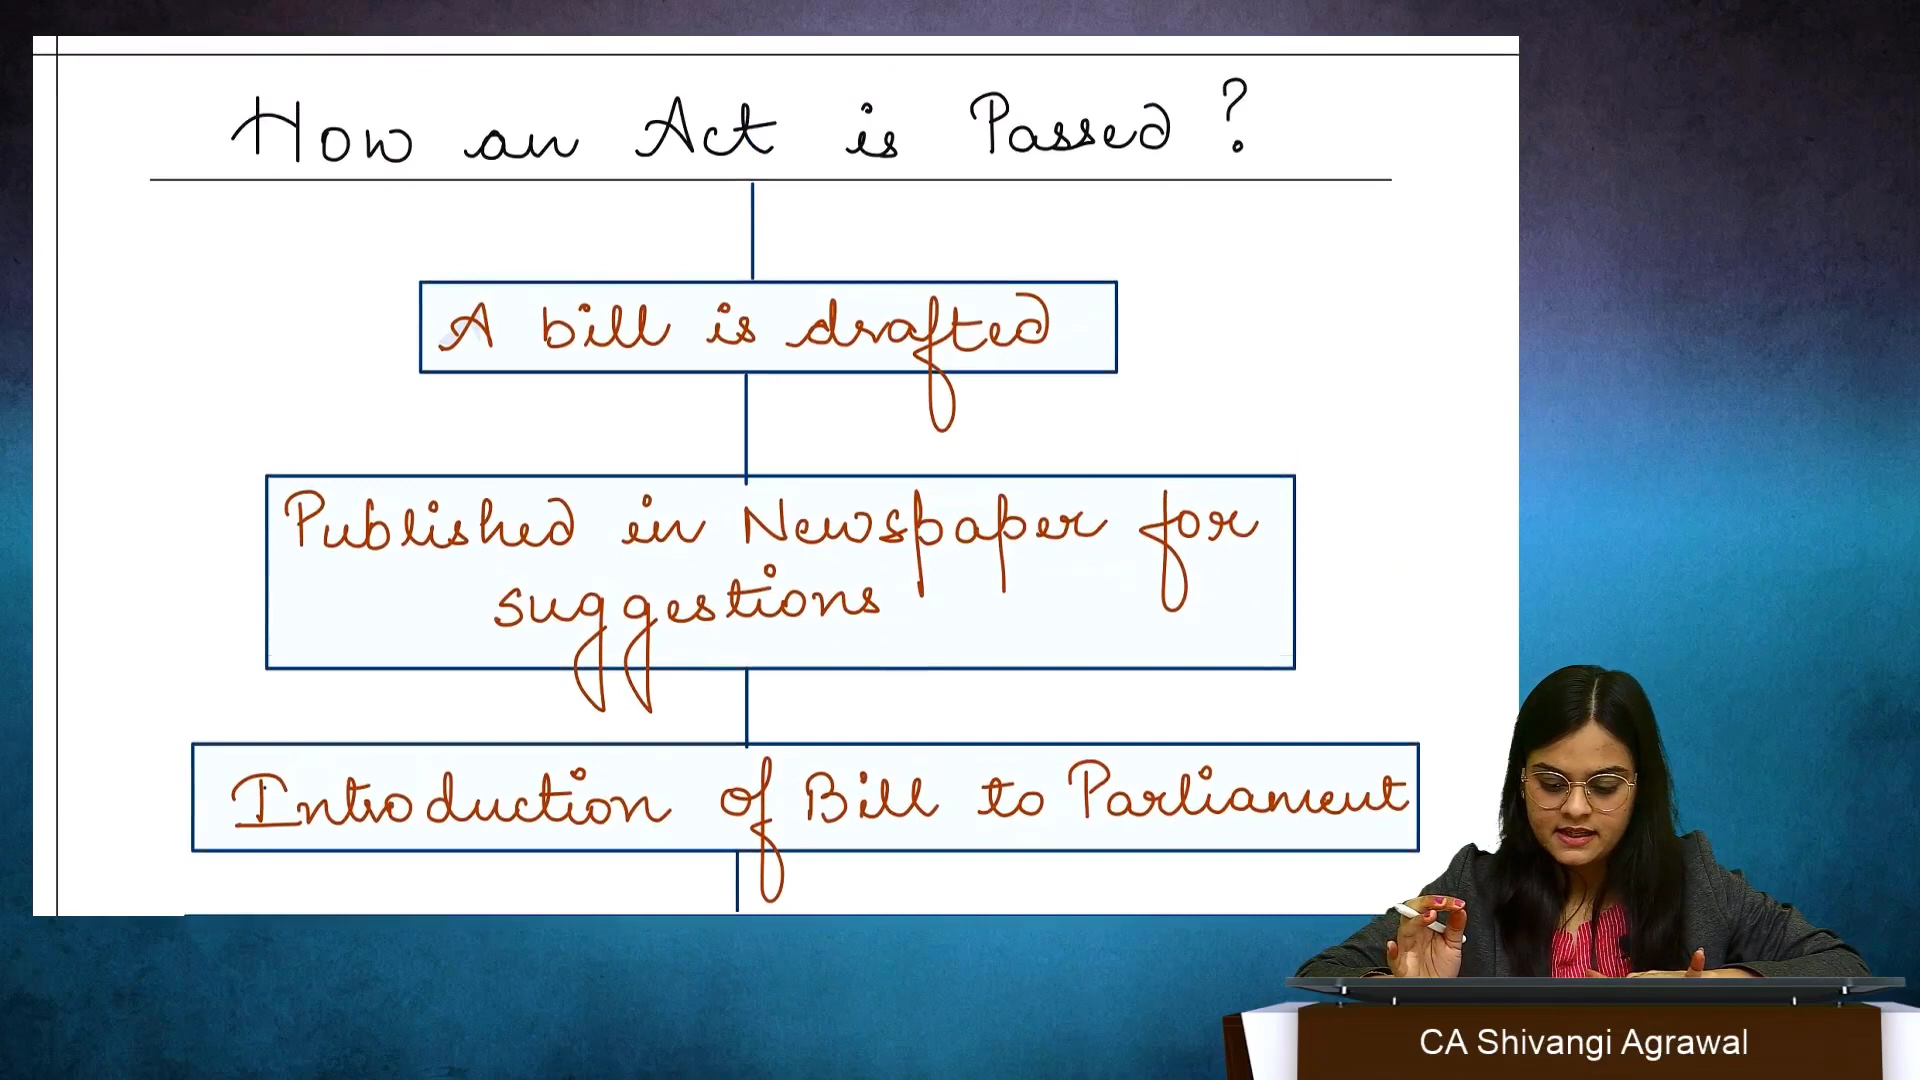 How an Act is Passed?
A bill is drafted
Published in Newspaper for
suggestions
Introduction of Bill to Parliament
CA Shivangi Agrawal